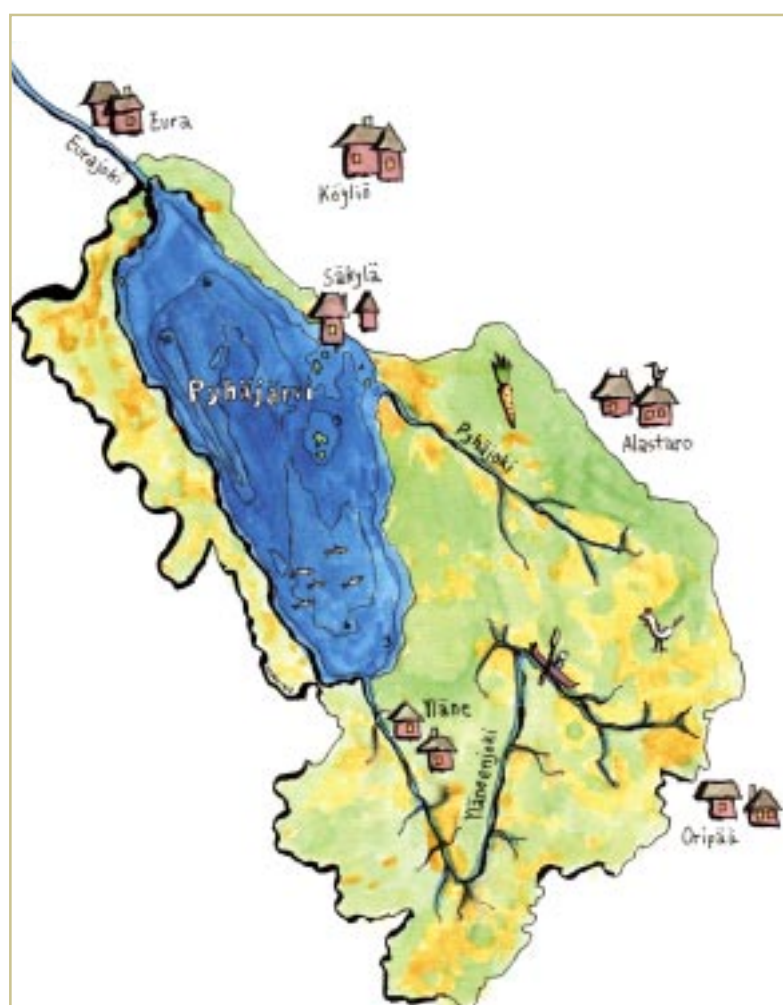 Eura
Eurajoki
Köyliö
Säkylä
Pyhäjärvi
Pyhäjoki
Alastaro
Yläne
Yläneenjoki
Oripää